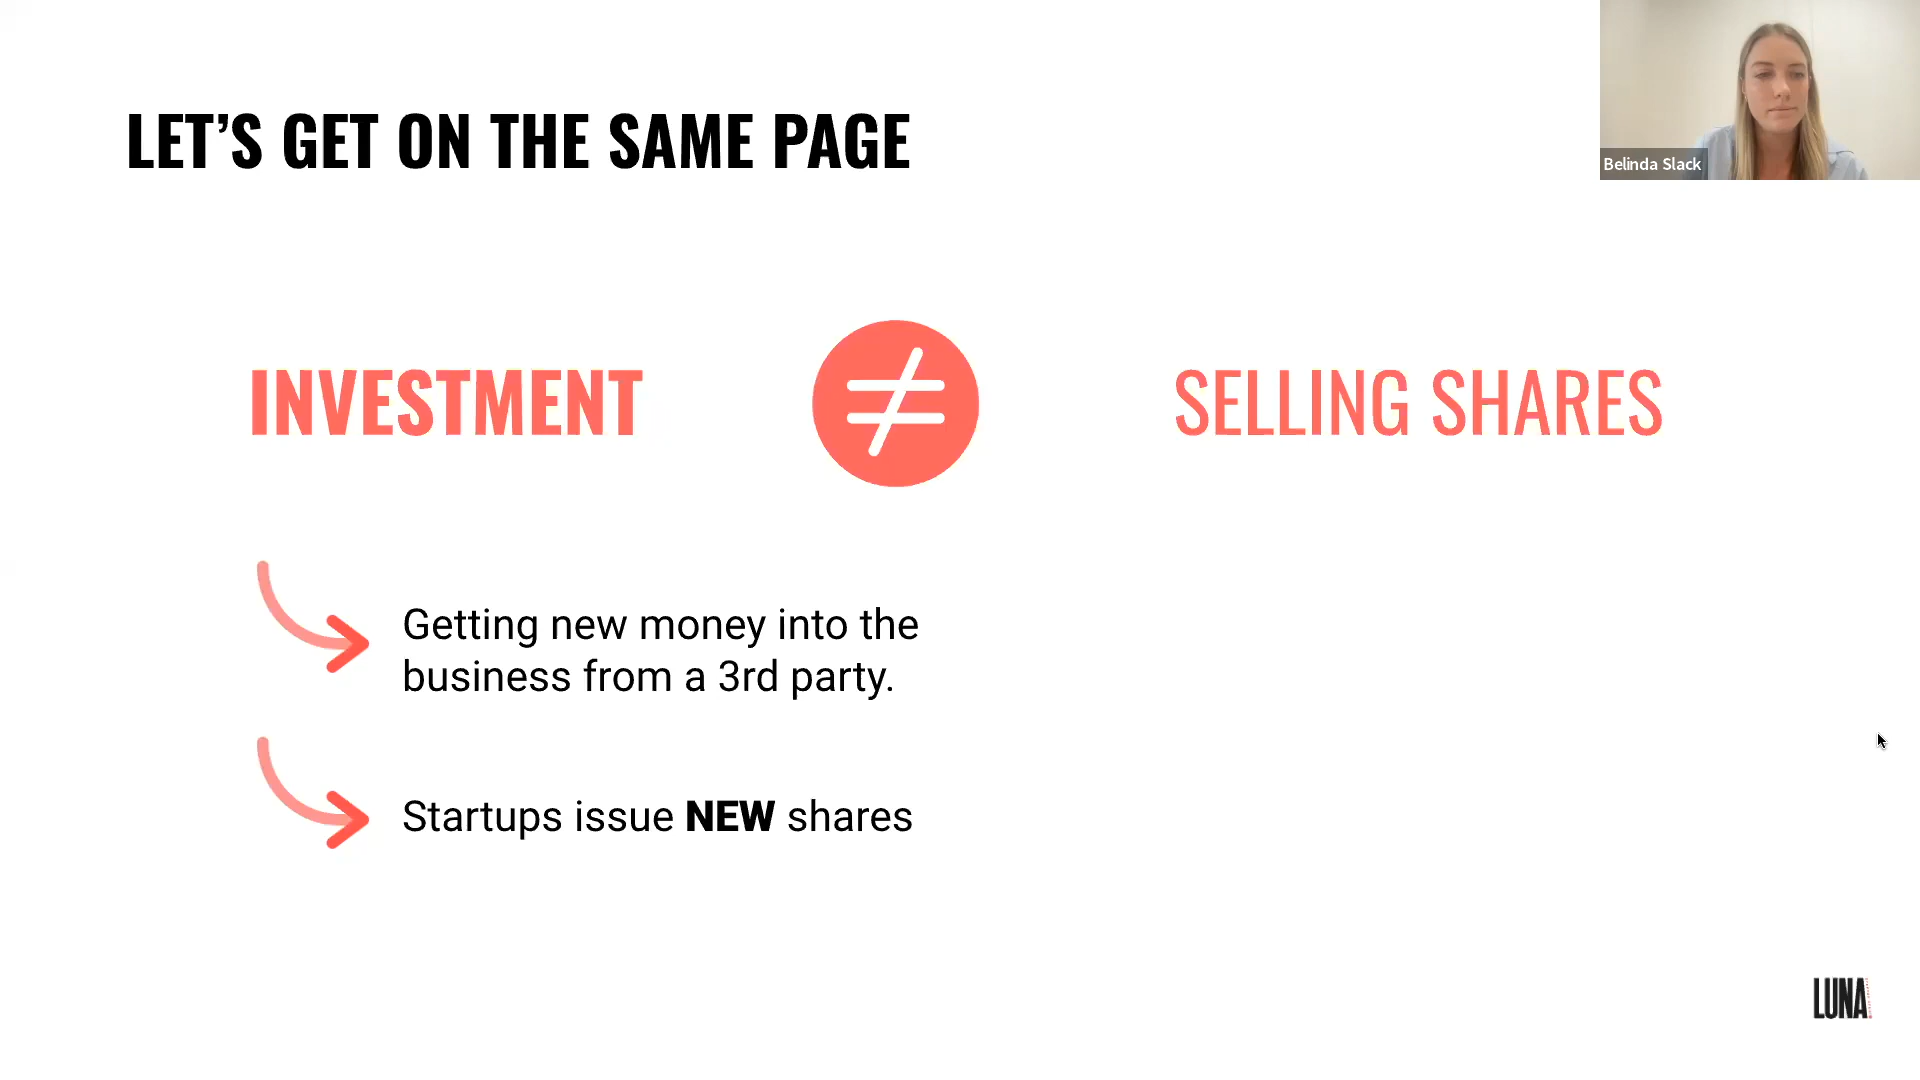 LET’S GET ON THE SAME PAGE
Belinda Slack
INVESTMENT
≠
SELLING SHARES
Getting new money into the
business from a 3rd party.
Startups issue NEW shares
LUNA